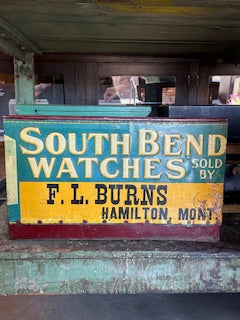 SOUTH BEND
WATCHES SOLD
BY
F. L. BURNS
HAMILTON, MONT.